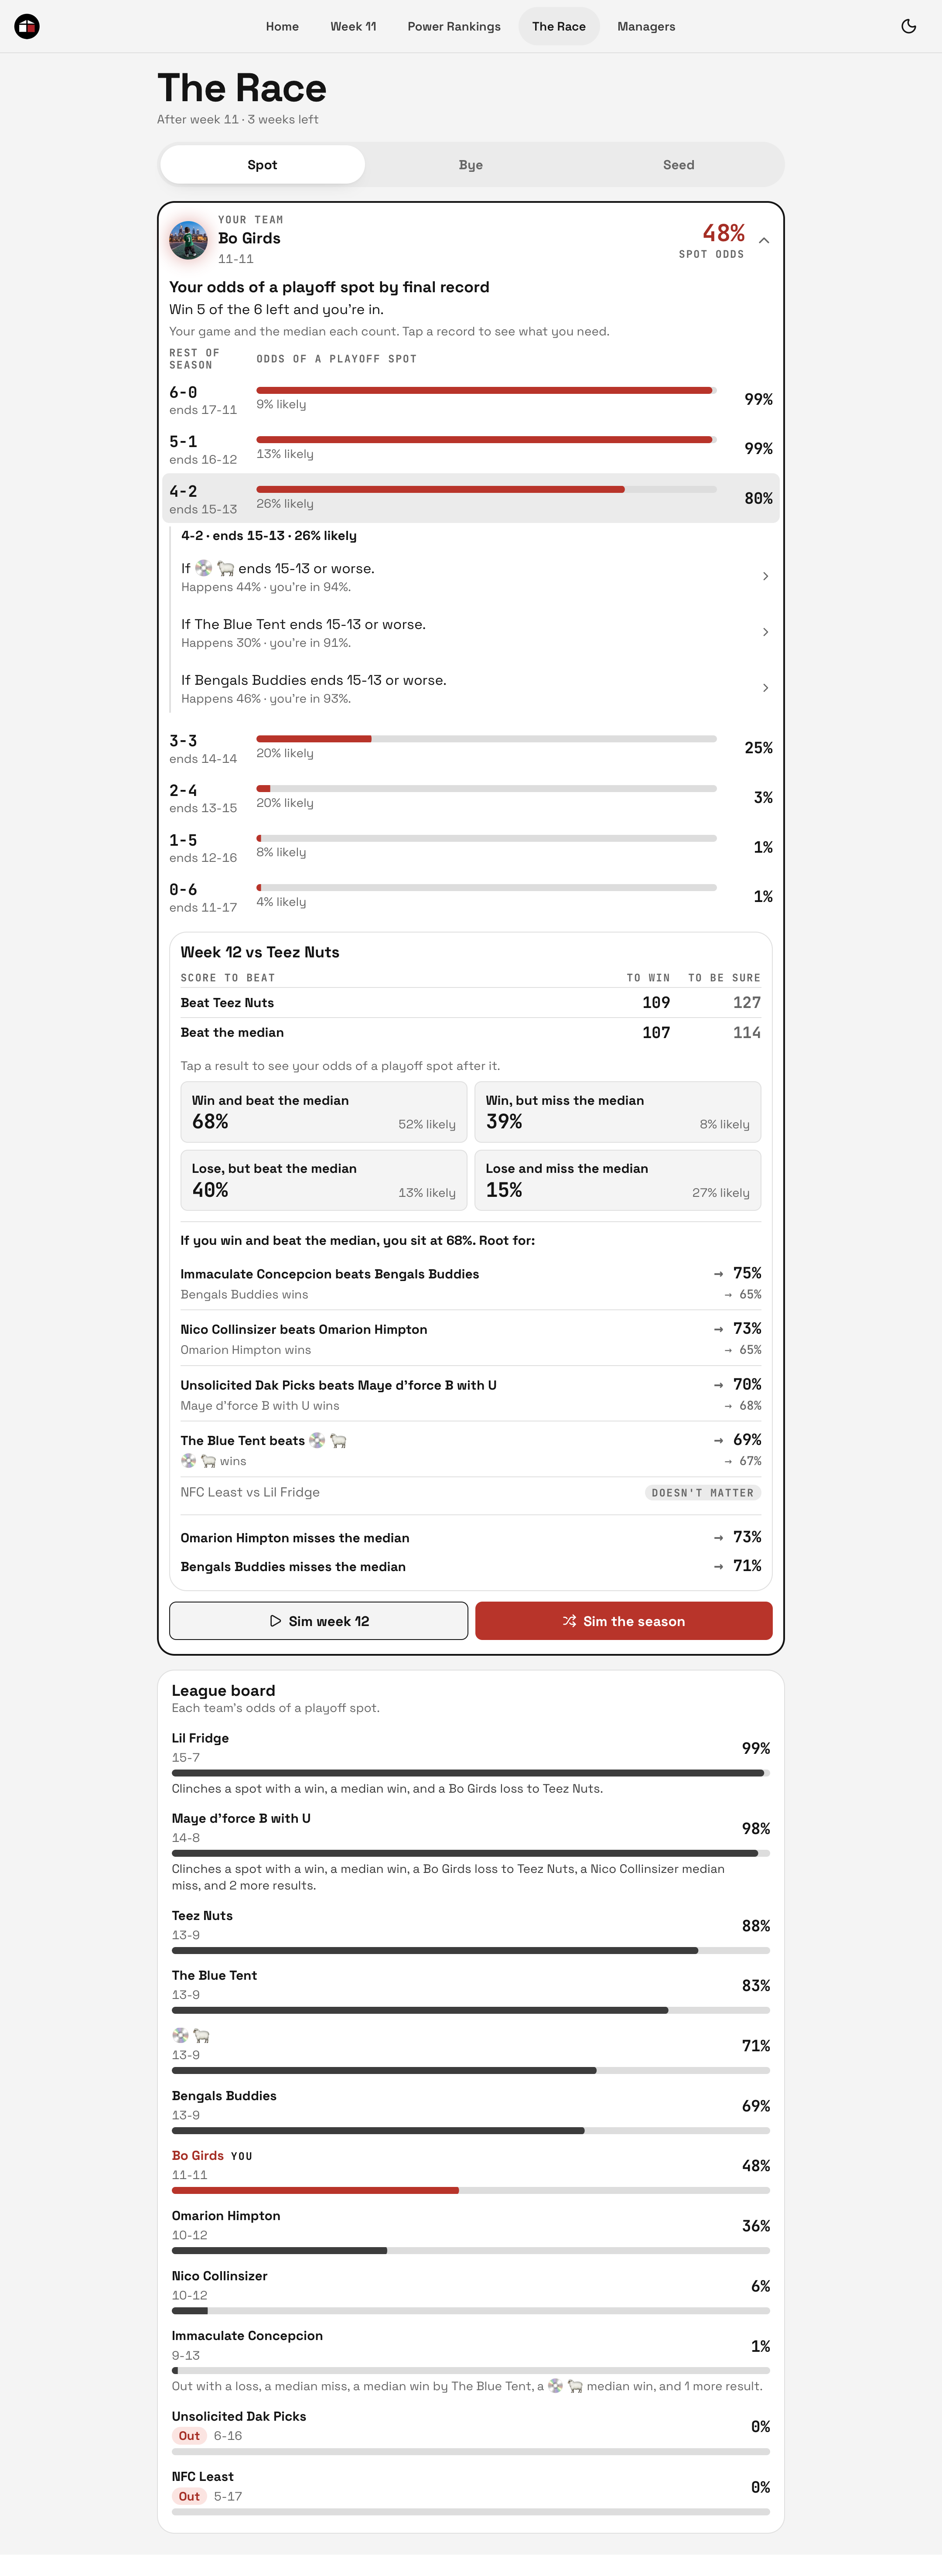 Home
Week 11
Power Rankings
The Race
Managers
The Race
After week 11 · 3 weeks left
Spot
Bye
Seed
YOUR TEAM
Bo Girds
11-11
48%
SPOT ODDS
Your odds of a playoff spot by final record
Win 5 of the 6 left and you're in.
Your game and the median each count. Tap a record to see what you need.
REST OF SEASON
ODDS OF A PLAYOFF SPOT
6-0
ends 17-11
9% likely
99%
5-1
ends 16-12
13% likely
99%
4-2
ends 15-13
26% likely
80%
4-2 · ends 15-13 · 26% likely
If 💿 🐑 ends 15-13 or worse.
Happens 44% · you're in 94%.
If The Blue Tent ends 15-13 or worse.
Happens 30% · you're in 91%.
If Bengals Buddies ends 15-13 or worse.
Happens 46% · you're in 93%.
3-3
ends 14-14
20% likely
25%
2-4
ends 13-15
20% likely
3%
1-5
ends 12-16
8% likely
1%
0-6
ends 11-17
4% likely
1%
Week 12 vs Teez Nuts
SCORE TO BEAT
TO WIN
TO BE SURE
Beat Teez Nuts
109
127
Beat the median
107
114
Tap a result to see your odds of a playoff spot after it.
Win and beat the median
68%
52% likely
Win, but miss the median
39%
8% likely
Lose, but beat the median
40%
13% likely
Lose and miss the median
15%
27% likely
If you win and beat the median, you sit at 68%. Root for:
Immaculate Concepcion beats Bengals Buddies
→ 75%
Bengals Buddies wins
→ 65%
Nico Collinsizer beats Omarion Himpton
→ 73%
Omarion Himpton wins
→ 65%
Unsolicited Dak Picks beats Maye d'force B with U
→ 70%
Maye d'force B with U wins
→ 68%
The Blue Tent beats 💿 🐑
→ 69%
💿 🐑 wins
→ 67%
NFC Least vs Lil Fridge
DOESN'T MATTER
Omarion Himpton misses the median
→ 73%
Bengals Buddies misses the median
→ 71%
Sim week 12
Sim the season
League board
Each team's odds of a playoff spot.
Lil Fridge
15-7
99%
Clinches a spot with a win, a median win, and a Bo Girds loss to Teez Nuts.
Maye d'force B with U
14-8
98%
Clinches a spot with a win, a median win, a Bo Girds loss to Teez Nuts, a Nico Collinsizer median
miss, and 2 more results.
Teez Nuts
13-9
88%
The Blue Tent
13-9
83%
💿 🐑
13-9
71%
Bengals Buddies
13-9
69%
Bo Girds YOU
11-11
48%
Omarion Himpton
10-12
36%
Nico Collinsizer
10-12
6%
Immaculate Concepcion
9-13
1%
Out with a loss, a median miss, a median win by The Blue Tent, a 💿 🐑 median win, and 1 more result.
Unsolicited Dak Picks
Out 6-16
0%
NFC Least
Out 5-17
0%